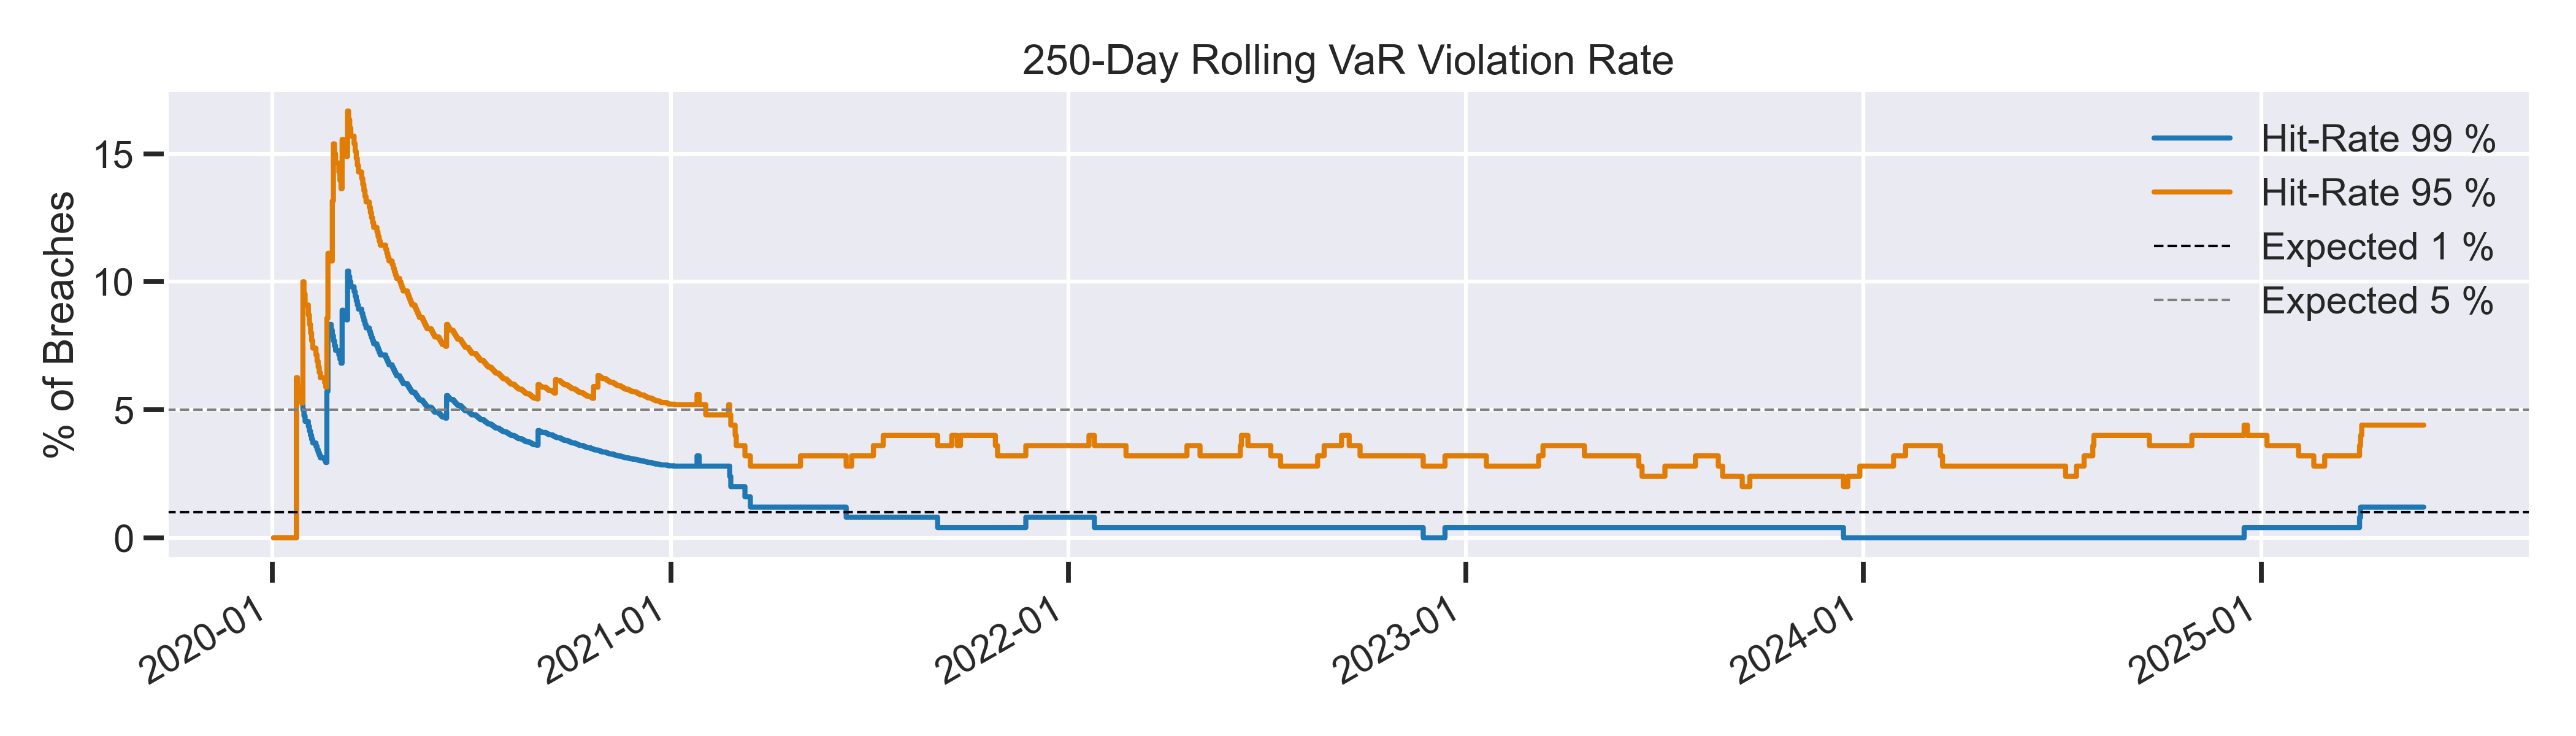 250-Day Rolling VaR Violation Rate
% of Breaches
15
10
5
0
Hit-Rate 99 %
Hit-Rate 95 %
Expected 1 %
Expected 5 %
2020-01
2021-01
2022-01
2023-01
2024-01
2025-01